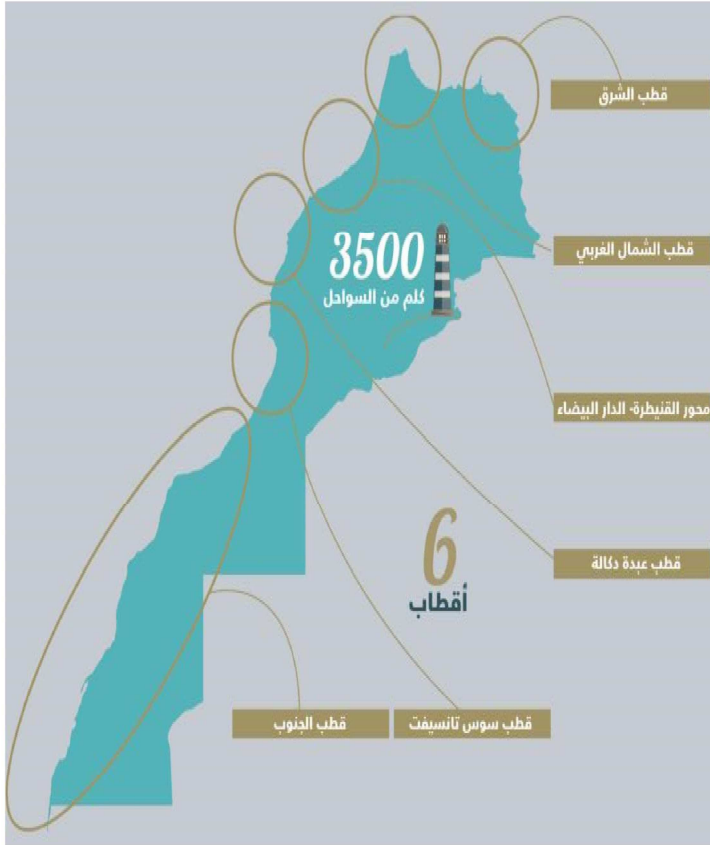 قطب الشرق
قطب الشمال الغربي
3500
كلم من السواحل
محور القنيطرة- الدار البيضاء
6
أقطاب
قطب عبدة دكالة
قطب سوس تانسيفت
قطب الجنوب